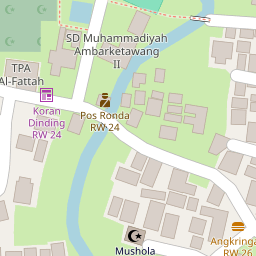 SD Muhammadiyah
Ambarketawang
II
TPA
Al-Fattah
Koran
Dinding
RW 24
Pos Ronda
RW 24
Angkringa
RW 26
Mushola